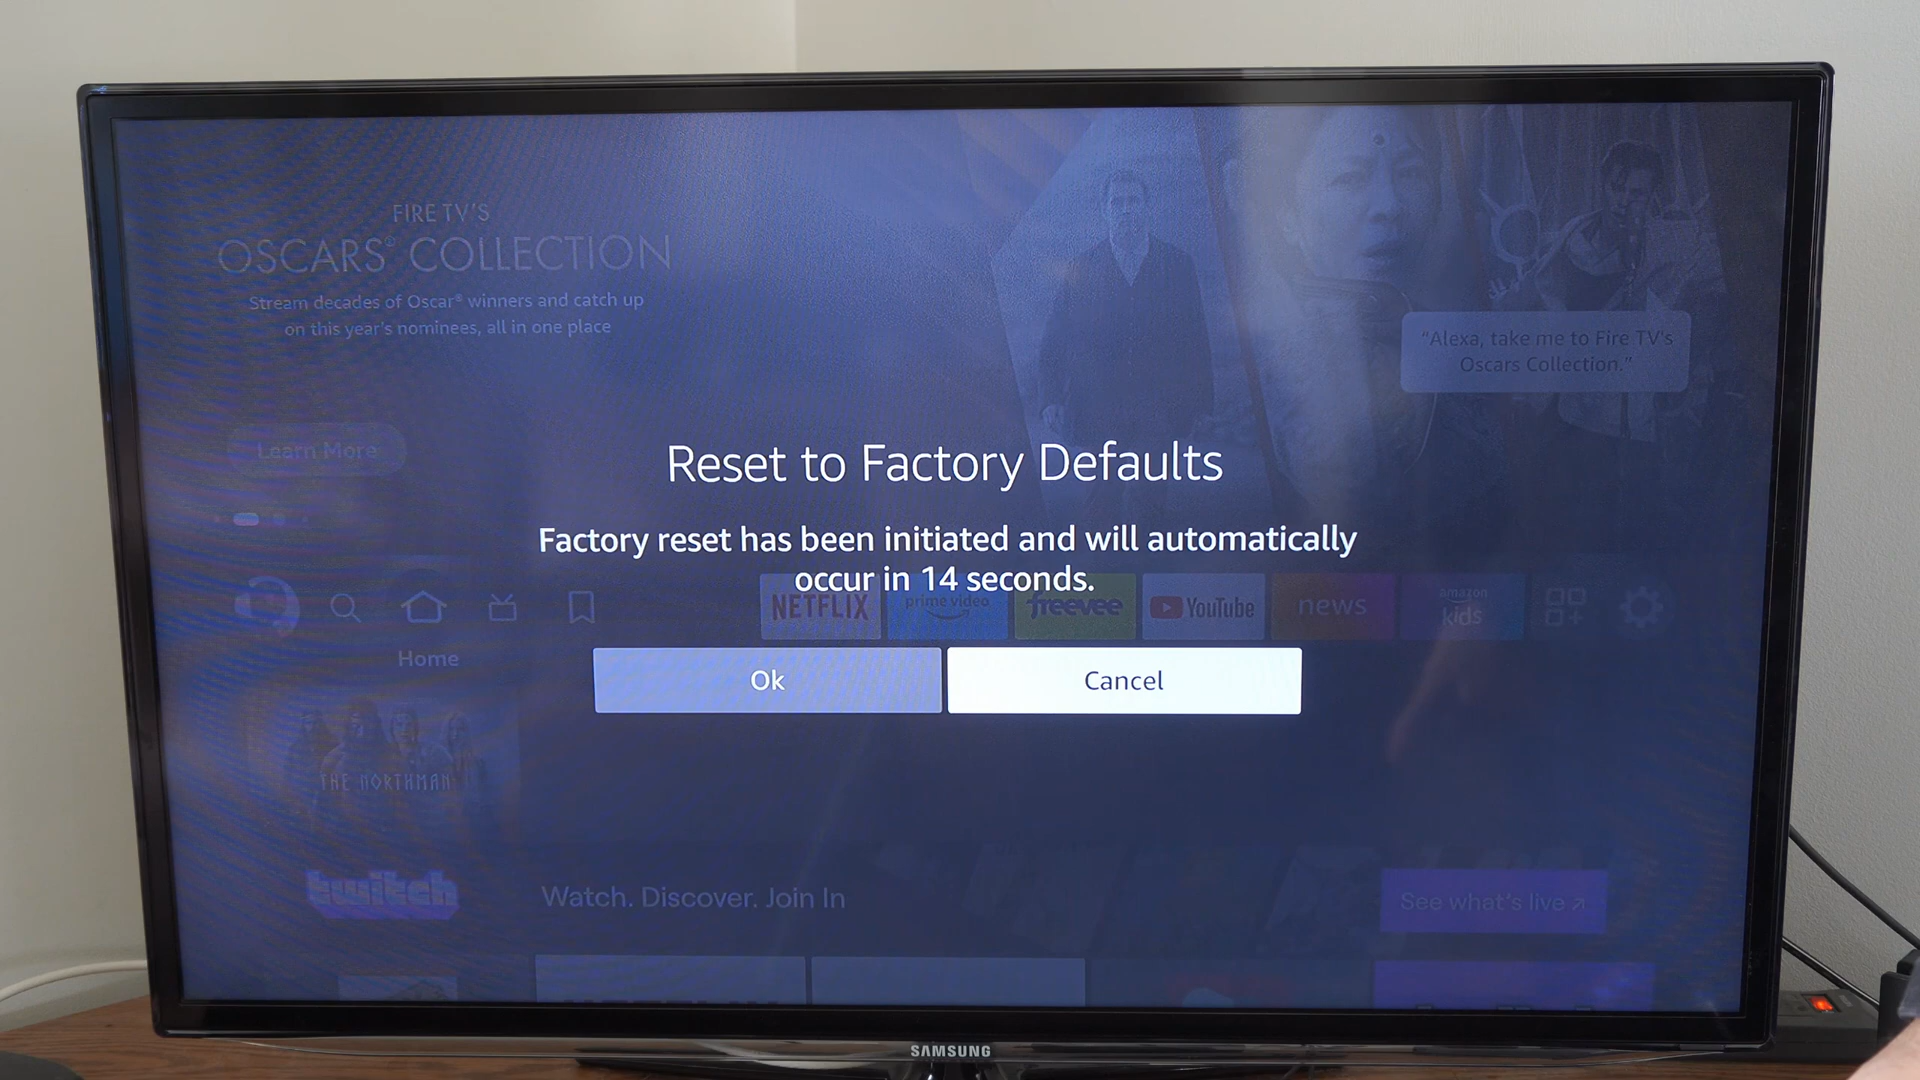 FIRE TV'S
OSCARS® COLLECTION
Stream decades of Oscar® winners and catch up
on this year's nominees, all in one place
"Alexa, take me to Fire TV's
Oscars Collection."
Learn More
Reset to Factory Defaults
Factory reset has been initiated and will automatically
occur in 14 seconds.
NETFLIX
prime video
freevee
YouTube
news
amazon
kids
Home
Ok
Cancel
THE NORTHMAN
twitch
Watch. Discover. Join In
See what's live
SAMSUNG